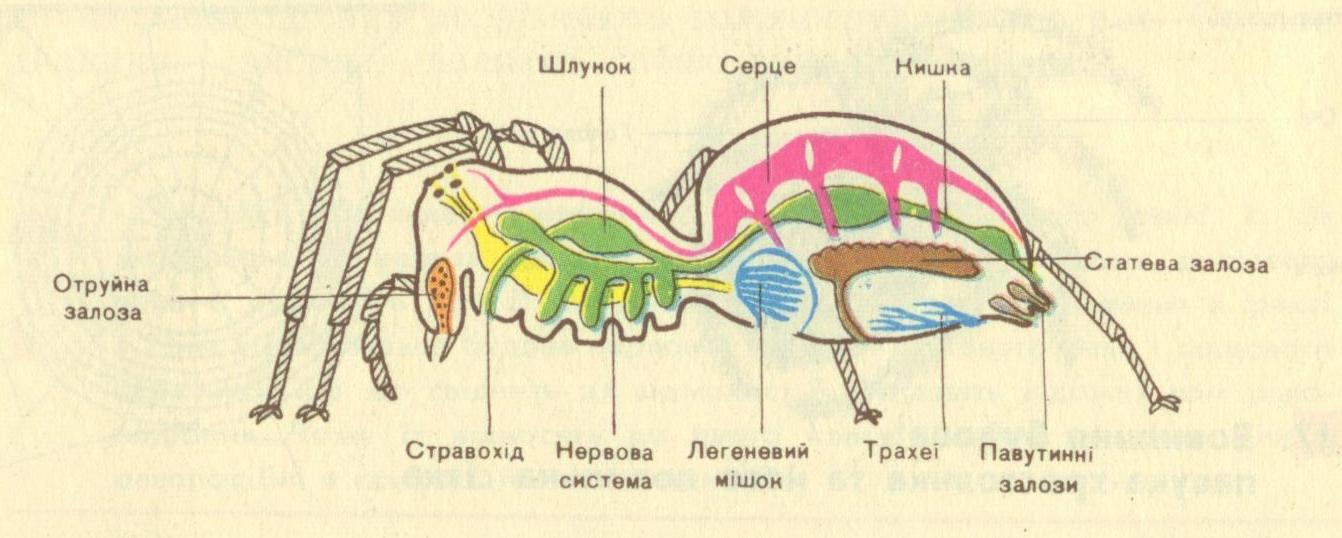 Шлунок
Серце
Кишка
Отруйна
залоза
Статева залоза
Стравохід
Нервова
система
Легеневий
мішок
Трахеї
Павутинні
залози